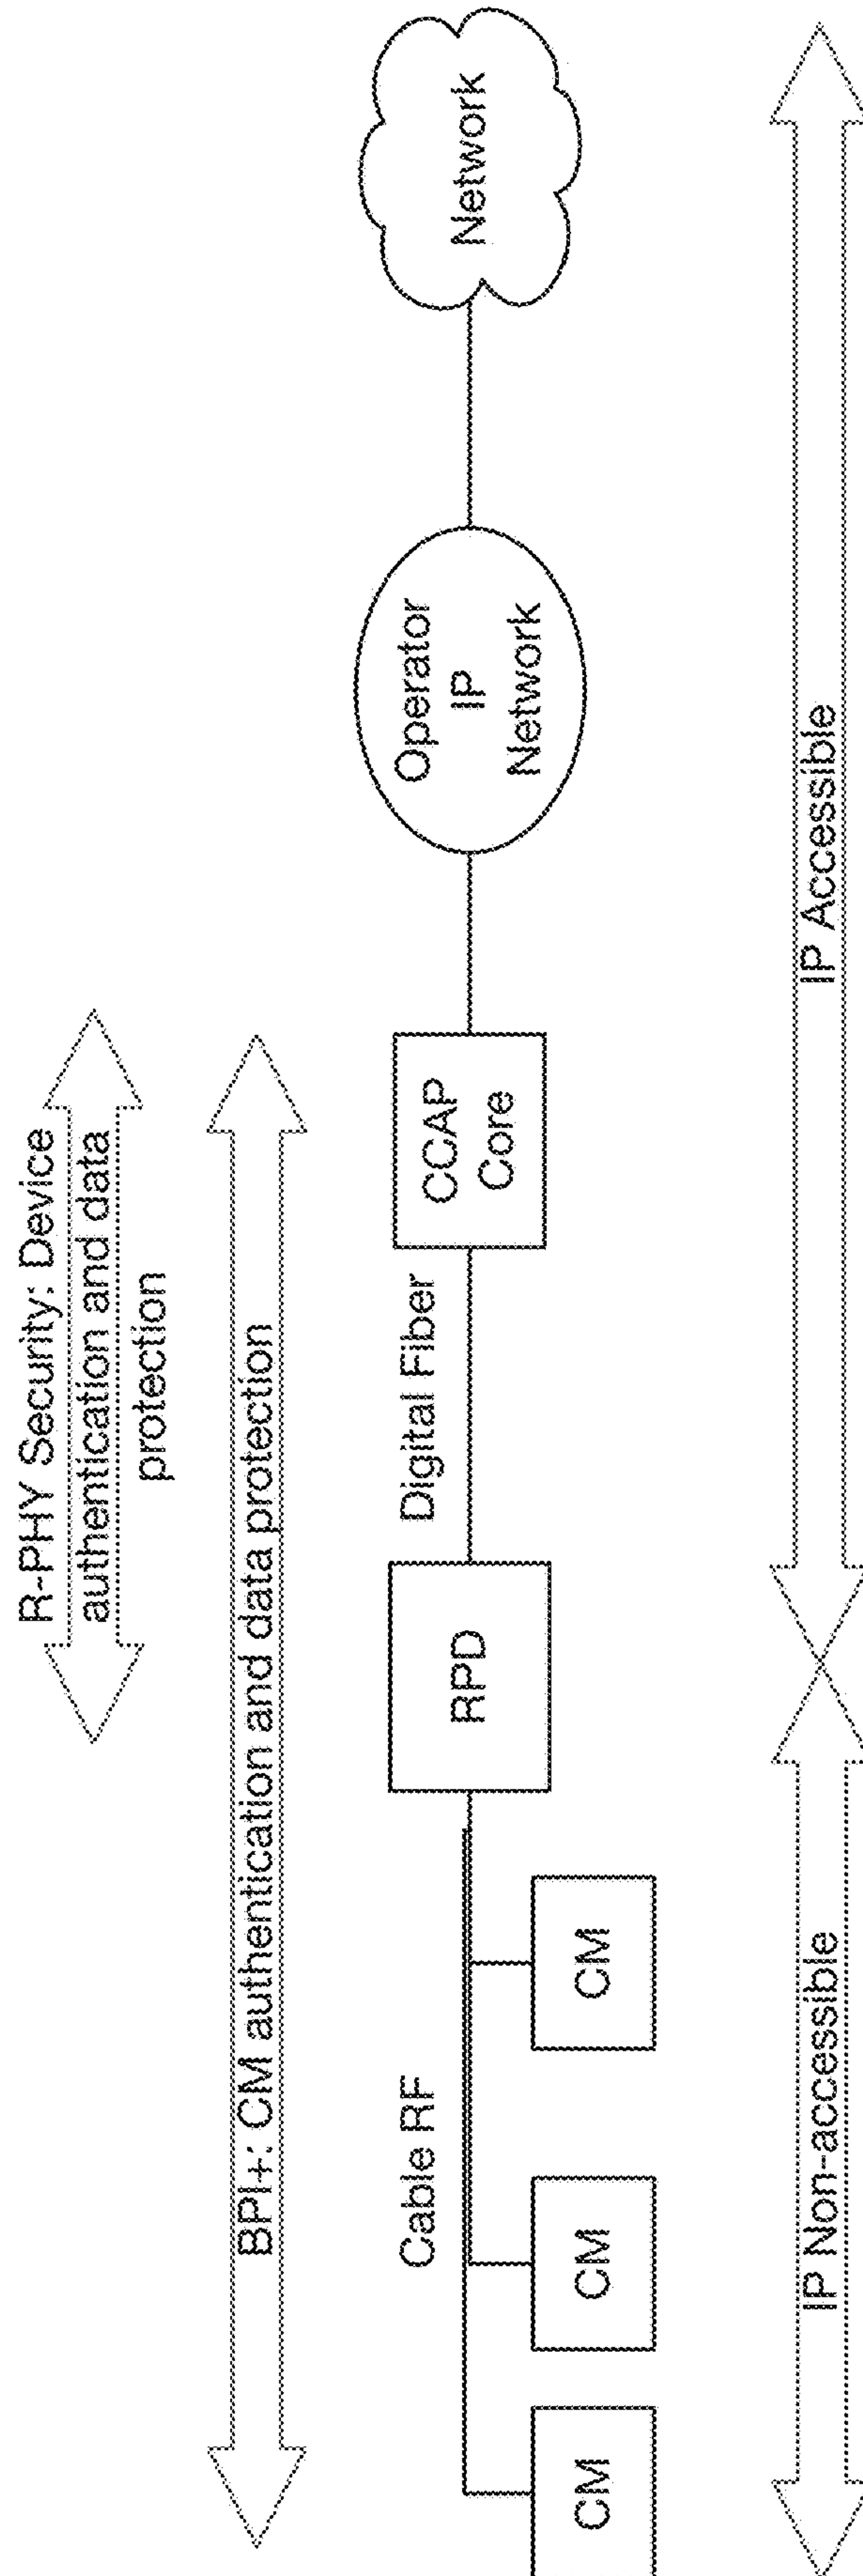 R-PHY Security: Device
authentication and data
protection
BPI+: CM authentication and data protection
Cable RF
Digital Fiber
CM
CM
CM
RPD
CCAP
Core
Operator
IP
Network
Network
IP Non-accessible
IP Accessible